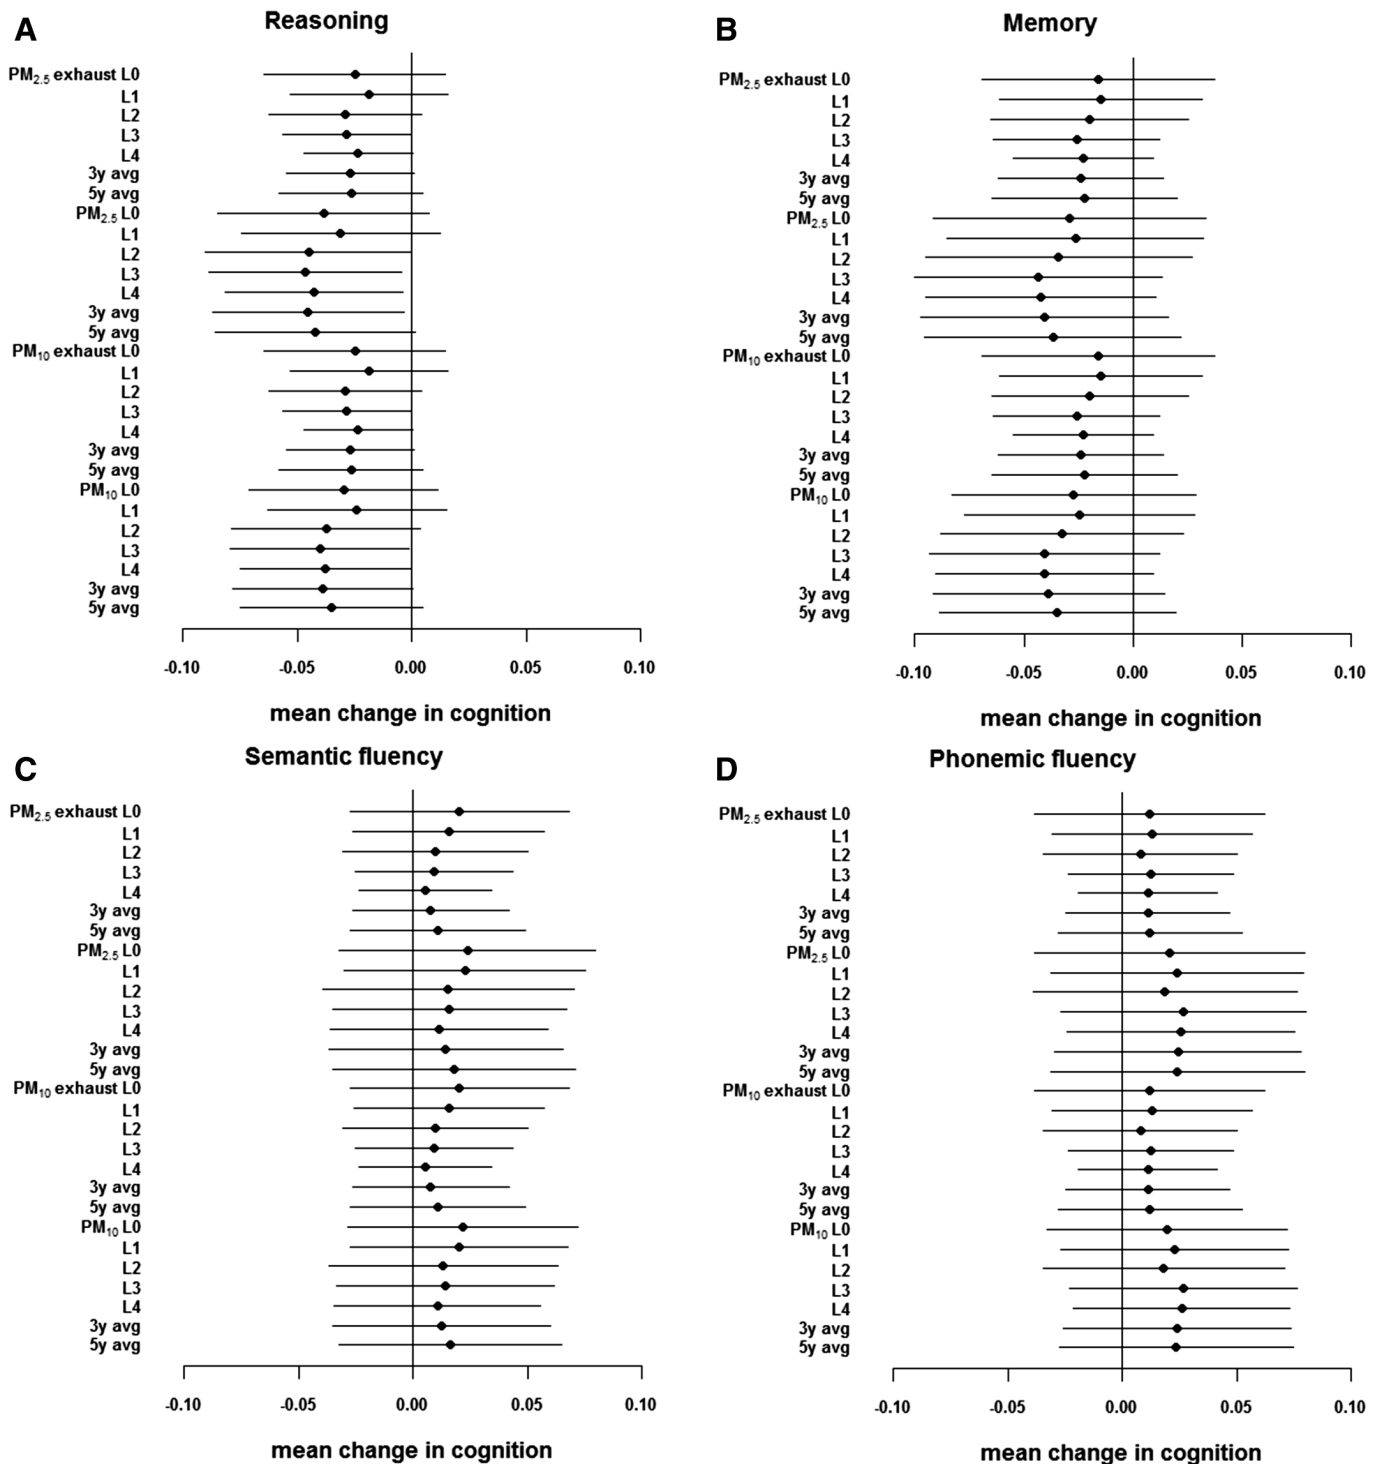 A
Reasoning
PM2.5 exhaust L0
L1
L2
L3
L4
3y avg
5y avg
PM2.5 L0
L1
L2
L3
L4
3y avg
5y avg
PM10 exhaust L0
L1
L2
L3
L4
3y avg
5y avg
PM10 L0
L1
L2
L3
L4
3y avg
5y avg
-0.10 -0.05 0.00 0.05 0.10
mean change in cognition
B
Memory
PM2.5 exhaust L0
L1
L2
L3
L4
3y avg
5y avg
PM2.5 L0
L1
L2
L3
L4
3y avg
5y avg
PM10 exhaust L0
L1
L2
L3
L4
3y avg
5y avg
PM10 L0
L1
L2
L3
L4
3y avg
5y avg
-0.10 -0.05 0.00 0.05 0.10
mean change in cognition
C
Semantic fluency
PM2.5 exhaust L0
L1
L2
L3
L4
3y avg
5y avg
PM2.5 L0
L1
L2
L3
L4
3y avg
5y avg
PM10 exhaust L0
L1
L2
L3
L4
3y avg
5y avg
PM10 L0
L1
L2
L3
L4
3y avg
5y avg
-0.10 -0.05 0.00 0.05 0.10
mean change in cognition
D
Phonemic fluency
PM2.5 exhaust L0
L1
L2
L3
L4
3y avg
5y avg
PM2.5 L0
L1
L2
L3
L4
3y avg
5y avg
PM10 exhaust L0
L1
L2
L3
L4
3y avg
5y avg
PM10 L0
L1
L2
L3
L4
3y avg
5y avg
-0.10 -0.05 0.00 0.05 0.10
mean change in cognition